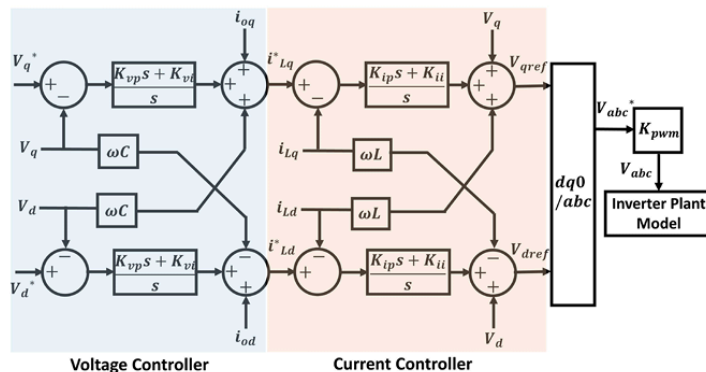 i_oq
V_q
V_q*
K_vp s + K_vi
s
i*_Lq
K_ip s + K_ii
s
V_qref
V_q
ωC
i_Lq
ωL
V_abc*
K_pwm
dq0
/abc
V_abc
Inverter Plant
Model
V_d
ωC
i_Ld
ωL
V_d*
K_vp s + K_vi
s
i*_Ld
K_ip s + K_ii
s
V_dref
i_od
V_d
Voltage Controller
Current Controller